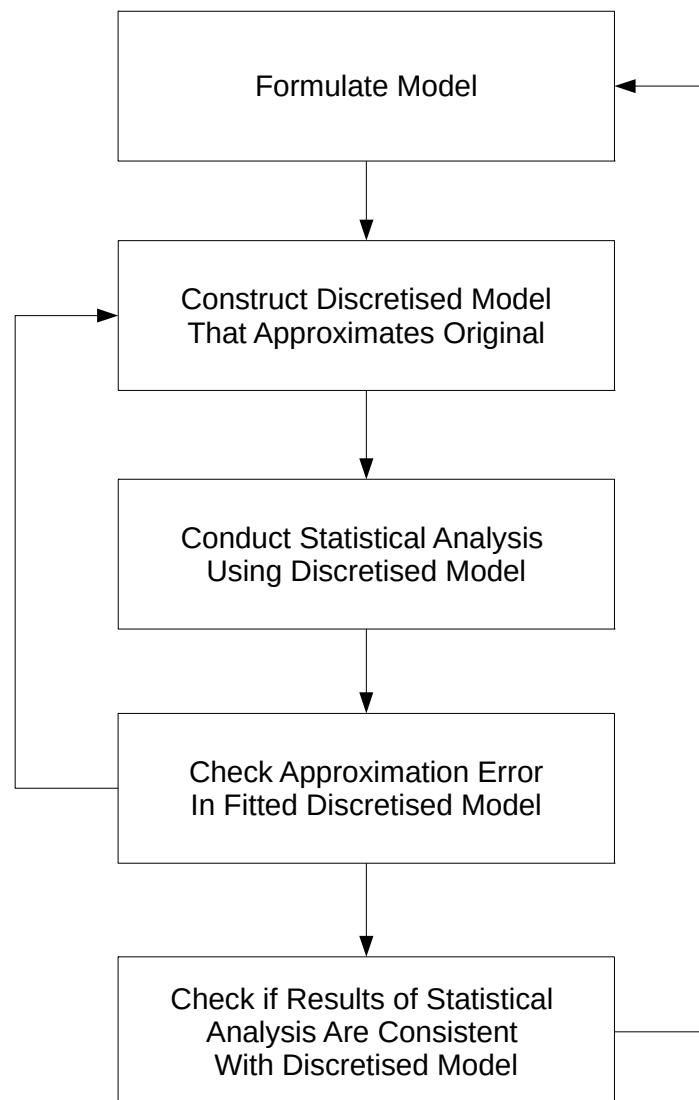 Formulate Model
Construct Discretised Model
That Approximates Original
Conduct Statistical Analysis
Using Discretised Model
Check Approximation Error
In Fitted Discretised Model
Check if Results of Statistical
Analysis Are Consistent
With Discretised Model